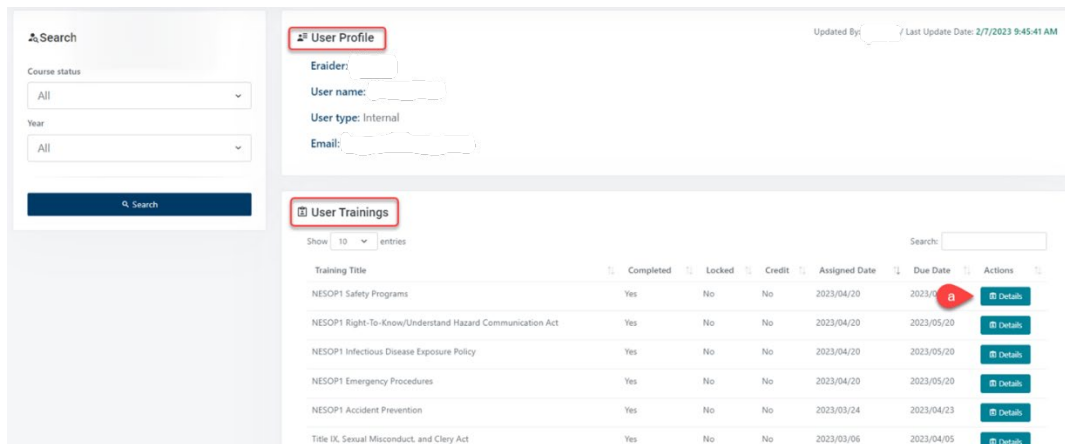 Search
Course status
All
Year
All
Search
User Profile
Updated By: / Last Update Date: 2/7/2023 9:45:41 AM
Eraider:
User name:
User type: Internal
Email:
User Trainings
Show 10 entries Search:
Training Title Completed Locked Credit Assigned Date Due Date Actions
NESOP1 Safety Programs Yes No No 2023/04/20 2023/0 a Details
NESOP1 Right-To-Know/Understand Hazard Communication Act Yes No No 2023/04/20 2023/05/20 Details
NESOP1 Infectious Disease Exposure Policy Yes No No 2023/04/20 2023/05/20 Details
NESOP1 Emergency Procedures Yes No No 2023/04/20 2023/05/20 Details
NESOP1 Accident Prevention Yes No No 2023/03/24 2023/04/23 Details
Title IX, Sexual Misconduct, and Clery Act Yes No No 2023/03/06 2023/04/05 Details